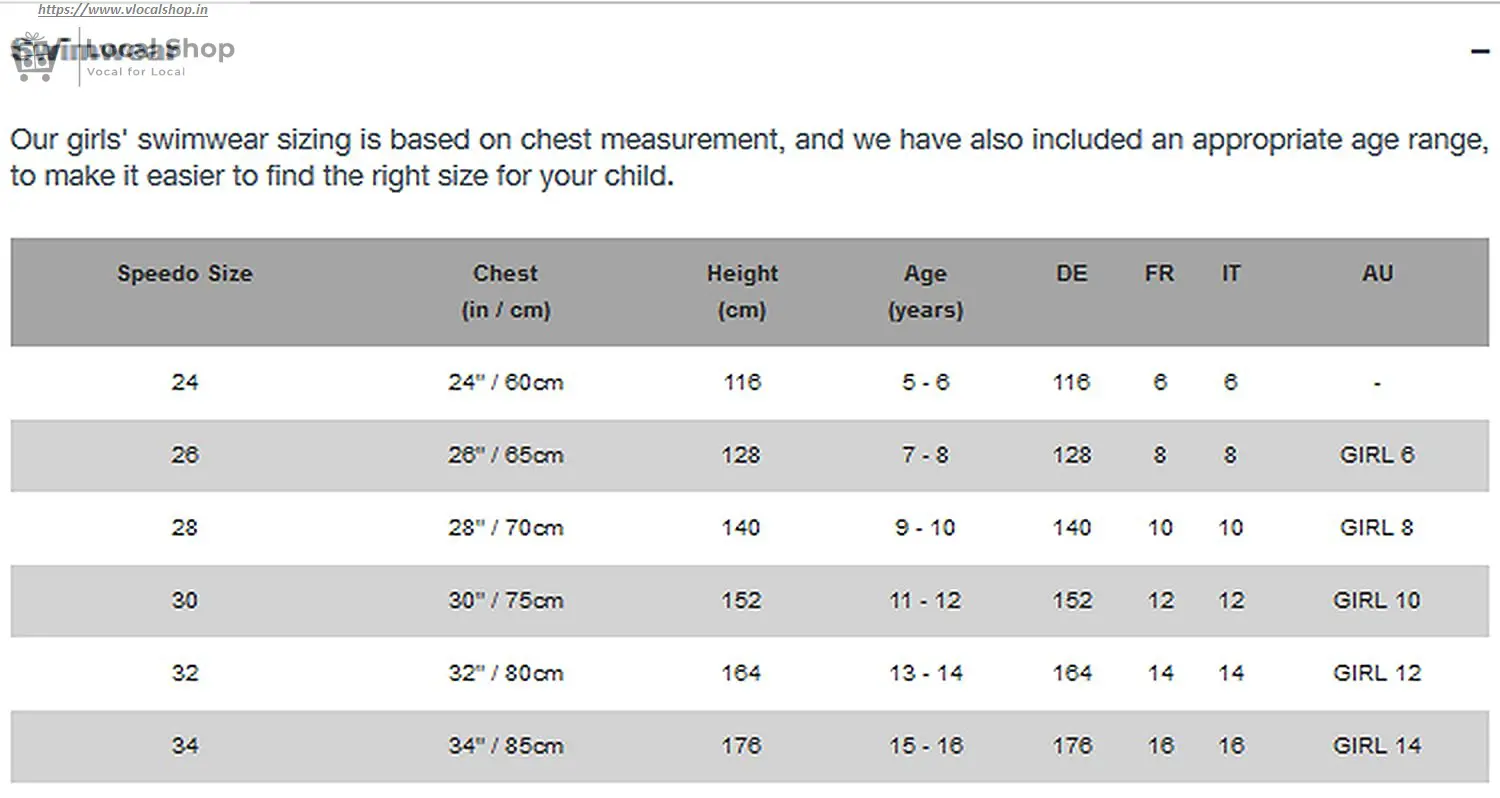 https://www.vlocalshop.in
Swimwear
LocalShop
Vocal for Local
Our girls' swimwear sizing is based on chest measurement, and we have also included an appropriate age range,
to make it easier to find the right size for your child.
Speedo Size Chest Height Age DE FR IT AU
(in / cm) (cm) (years)
24 24" / 60cm 116 5 - 6 116 6 6 -
26 26" / 65cm 128 7 - 8 128 8 8 GIRL 6
28 28" / 70cm 140 9 - 10 140 10 10 GIRL 8
30 30" / 75cm 152 11 - 12 152 12 12 GIRL 10
32 32" / 80cm 164 13 - 14 164 14 14 GIRL 12
34 34" / 85cm 176 15 - 16 176 16 16 GIRL 14